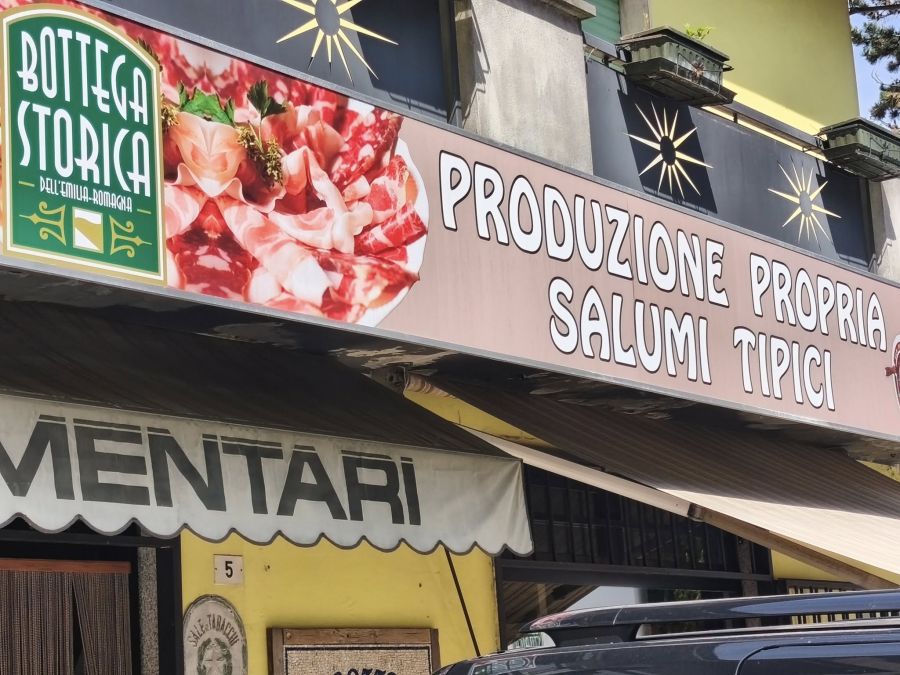 BOTTEGA
STORICA
DELL'EMILIA-ROMAGNA
PRODUZIONE PROPRIA
SALUMI TIPICI
MENTARI
5
SALE E TABACCHI